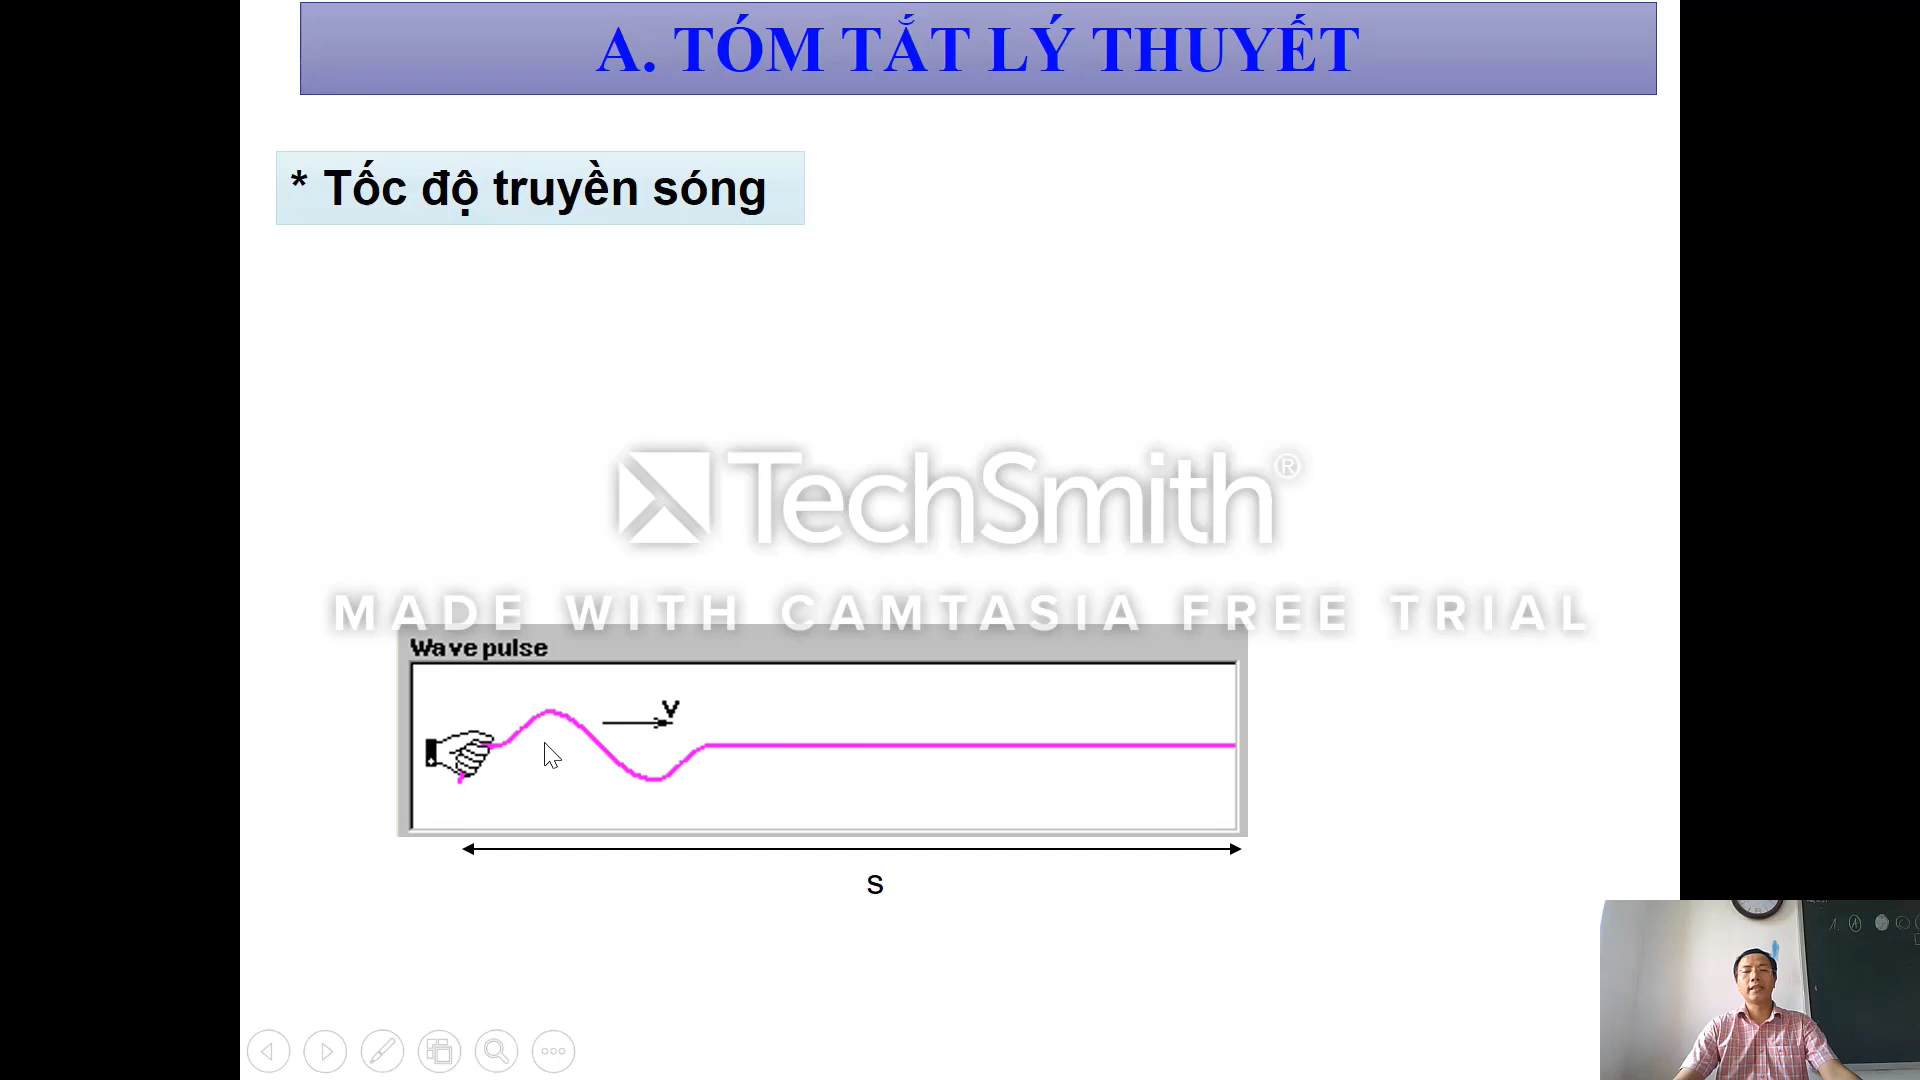 A. TÓM TẮT LÝ THUYẾT
* Tốc độ truyền sóng
TechSmith®
MADE WITH CAMTASIA FREE TRIAL
Wave pulse
v
s